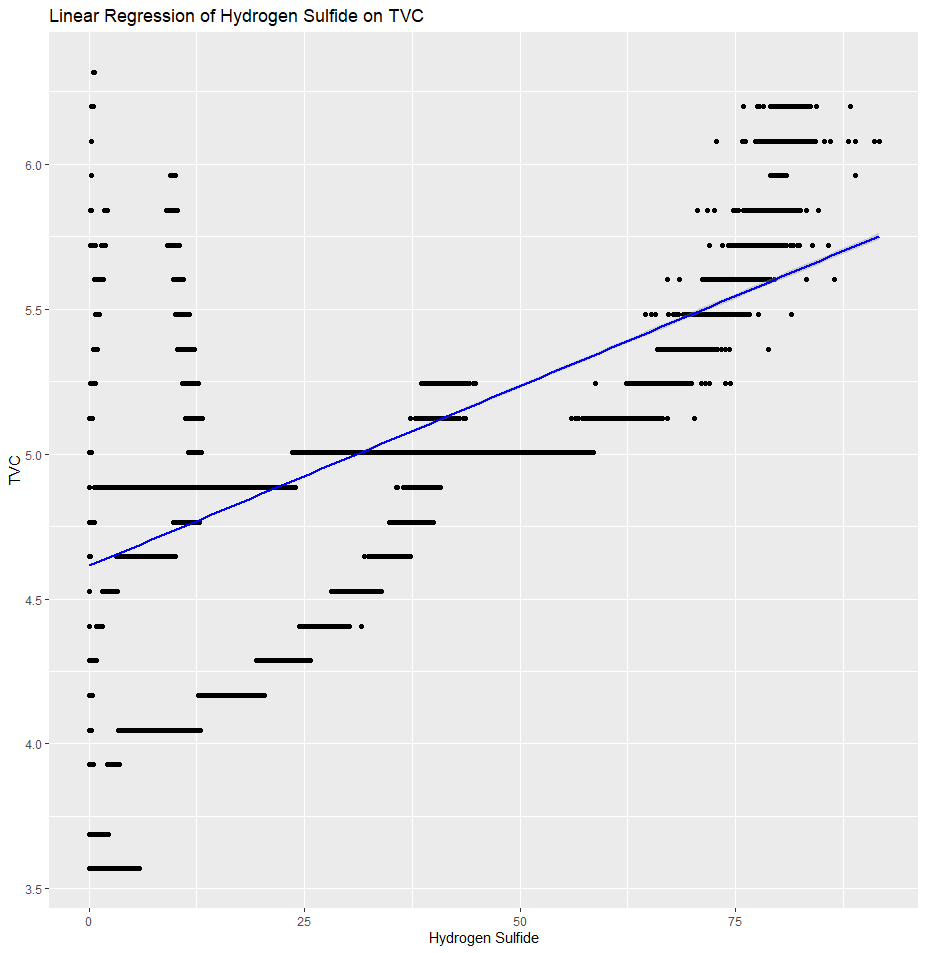 Linear Regression of Hydrogen Sulfide on TVC
TVC
6.0
5.5
5.0
4.5
4.0
3.5
0 25 50 75
Hydrogen Sulfide